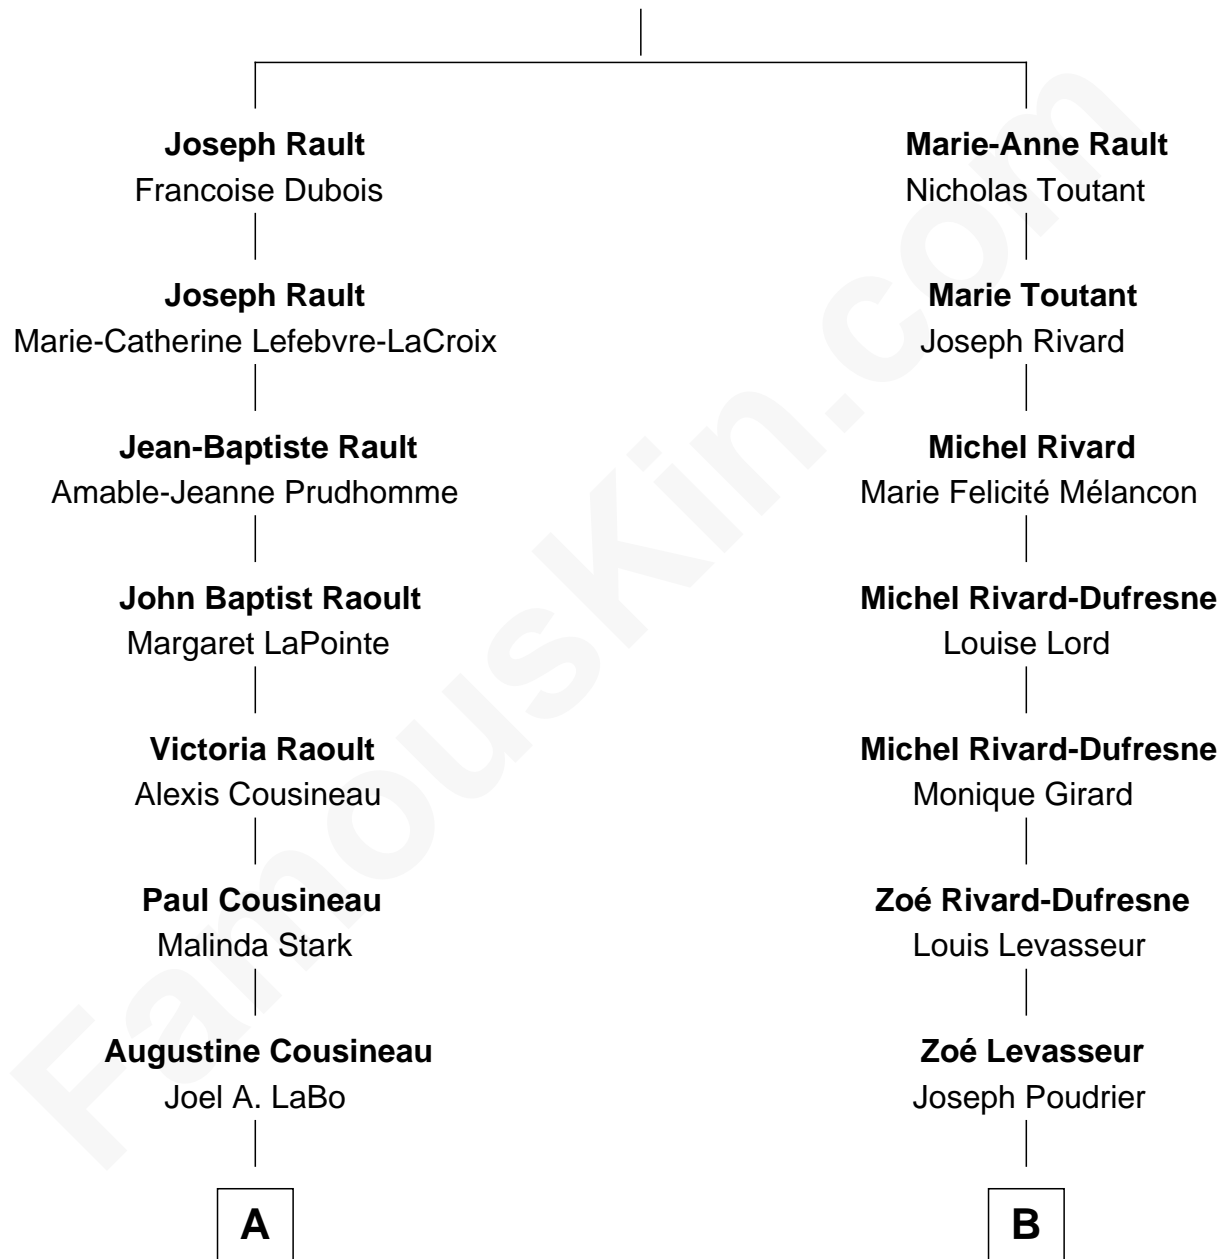 Joseph Rault
Francoise Dubois
Joseph Rault
Marie-Catherine Lefebvre-LaCroix
Jean-Baptiste Rault
Amable-Jeanne Prudhomme
John Baptist Raoult
Margaret LaPointe
Victoria Raoult
Alexis Cousineau
Paul Cousineau
Malinda Stark
Augustine Cousineau
Joel A. LaBo
A
Marie-Anne Rault
Nicholas Toutant
Marie Toutant
Joseph Rivard
Michel Rivard
Marie Felicité Mélancon
Michel Rivard-Dufresne
Louise Lord
Michel Rivard-Dufresne
Monique Girard
Zoé Rivard-Dufresne
Louis Levasseur
Zoé Levasseur
Joseph Poudrier
B
FamousKin.com